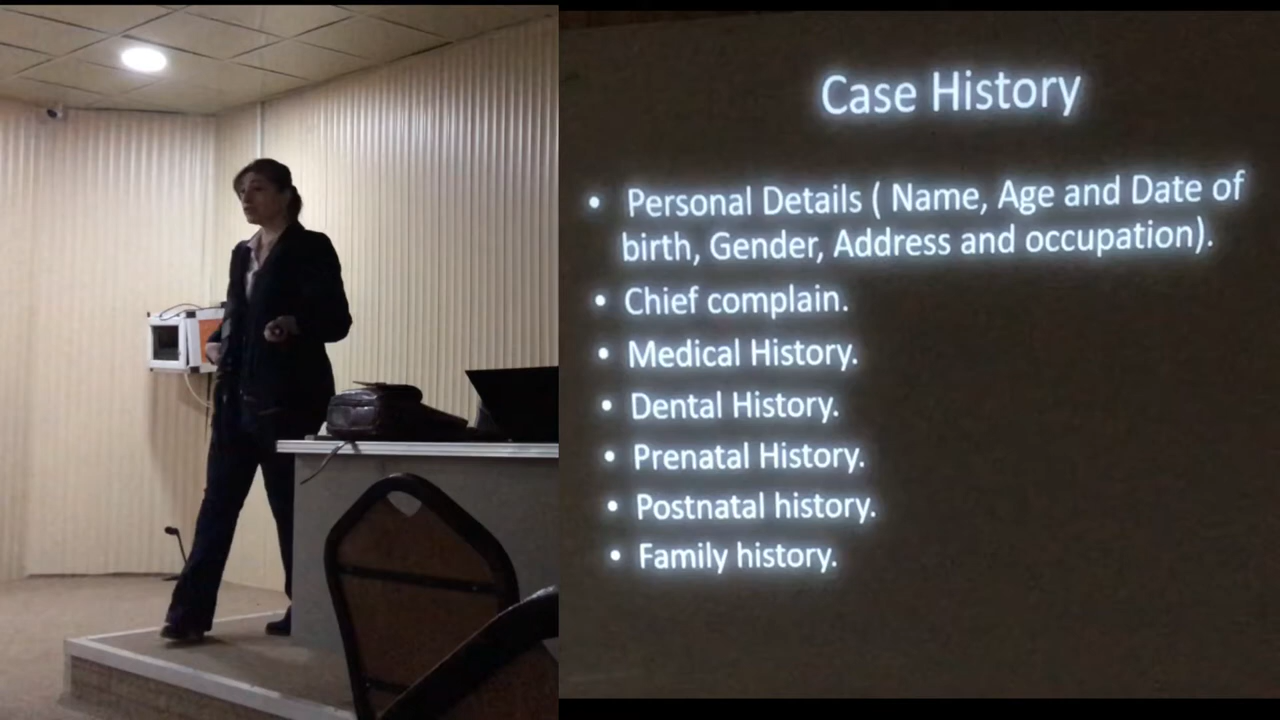 Case History
• Personal Details ( Name, Age and Date of
birth, Gender, Address and occupation).
• Chief complain.
• Medical History.
• Dental History.
• Prenatal History.
• Postnatal history.
• Family history.